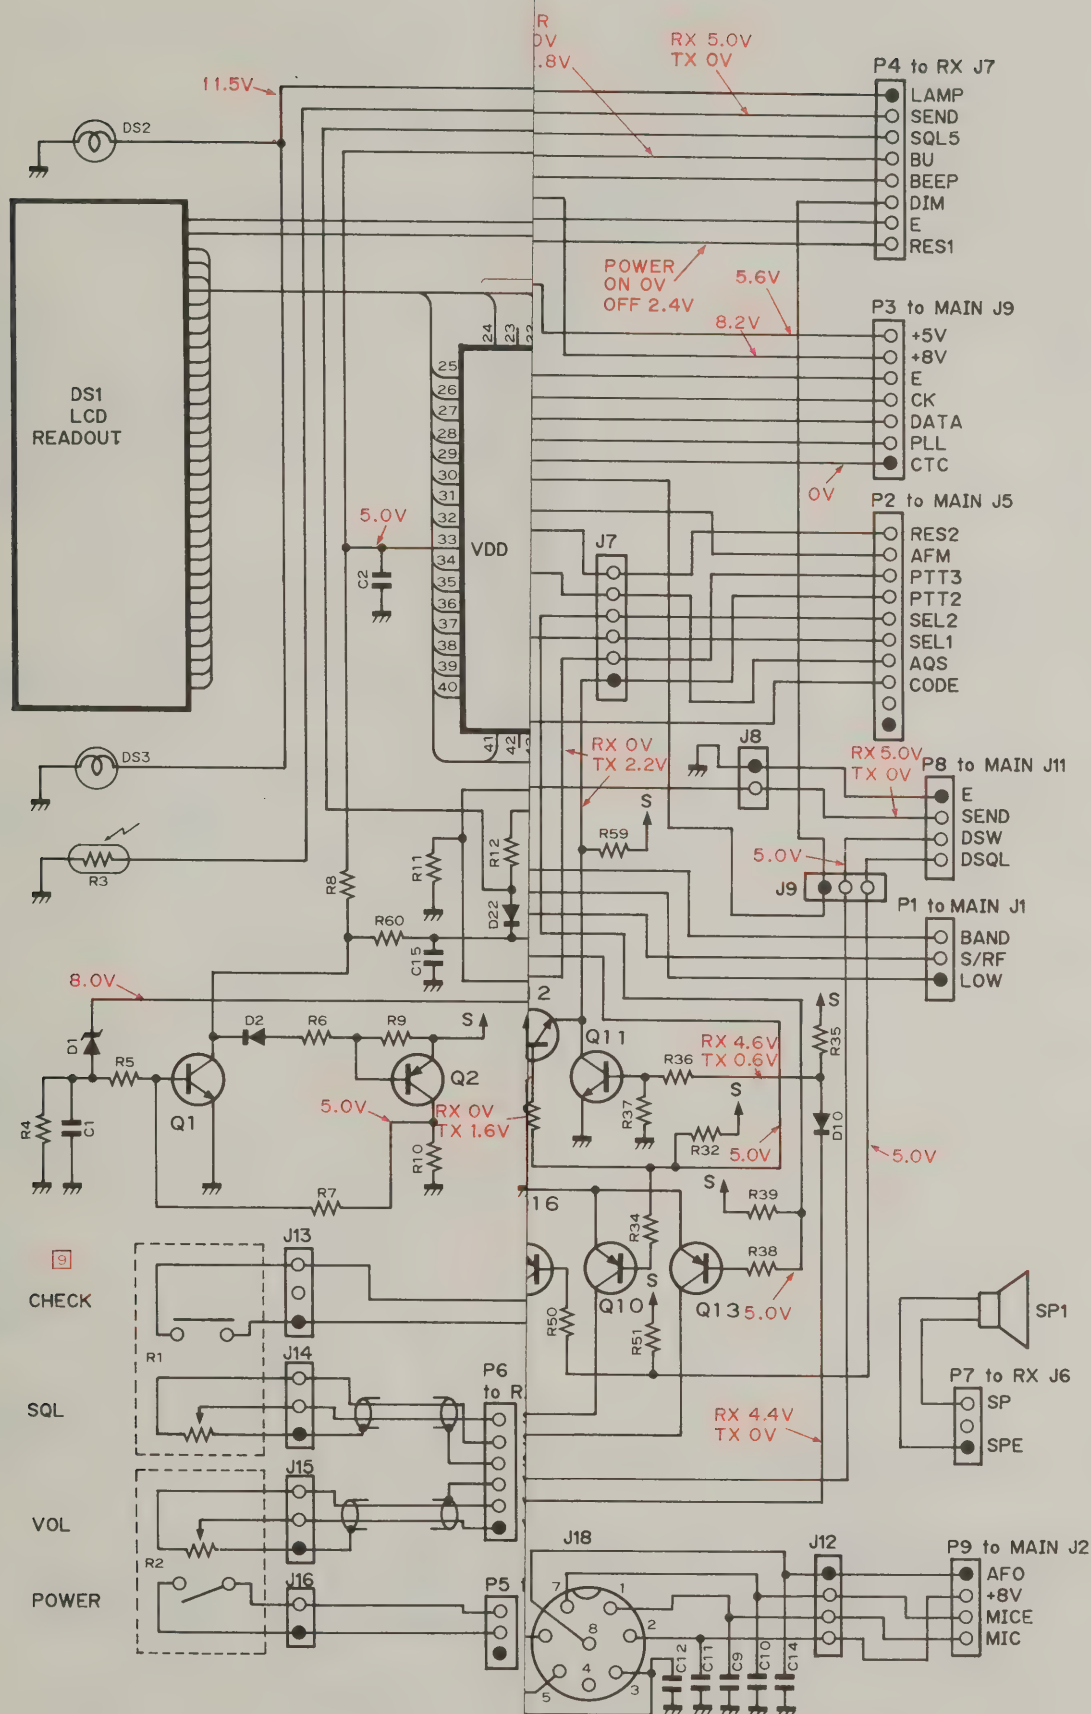 R
0V
.8V
RX 5.0V
TX 0V
11.5V
P4 to RX J7
LAMP
SEND
SQL5
BU
BEEP
DIM
E
RES1
DS2
POWER
ON 0V
OFF 2.4V
5.6V
8.2V
P3 to MAIN J9
+5V
+8V
E
CK
DATA
PLL
CTC
0V
DS1
LCD
READOUT
24
23
25
26
27
28
29
30
31
32
33
34
35
36
37
38
39
40
41
42
VDD
5.0V
C2
J7
P2 to MAIN J5
RES2
AFM
PTT3
PTT2
SEL2
SEL1
AQS
CODE
DS3
RX 0V
TX 2.2V
J8
RX 5.0V
TX 0V
P8 to MAIN J11
E
SEND
DSW
DSQL
S
R59
R3
R8
R11
R12
D22
R60
C15
5.0V
J9
P1 to MAIN J1
BAND
S/RF
LOW
8.0V
D1
R5
R4
C1
Q1
D2
R6
R9
S
Q2
5.0V
R10
R7
RX 0V
TX 1.6V
2
Q11
R37
R36
RX 4.6V
TX 0.6V
S
R35
D10
S
R32
5.0V
5.0V
16
R34
S
R39
R38
5.0V
Q10
Q13
R50
S
R51
9
CHECK
J13
R1
SQL
J14
P6
to R
VOL
J15
R2
POWER
J16
P5
RX 4.4V
TX 0V
SP1
P7 to RX J6
SP
SPE
J18
7
1
2
8
4
3
5
C12
C11
C9
C10
C14
J12
P9 to MAIN J2
AFO
+8V
MICE
MIC